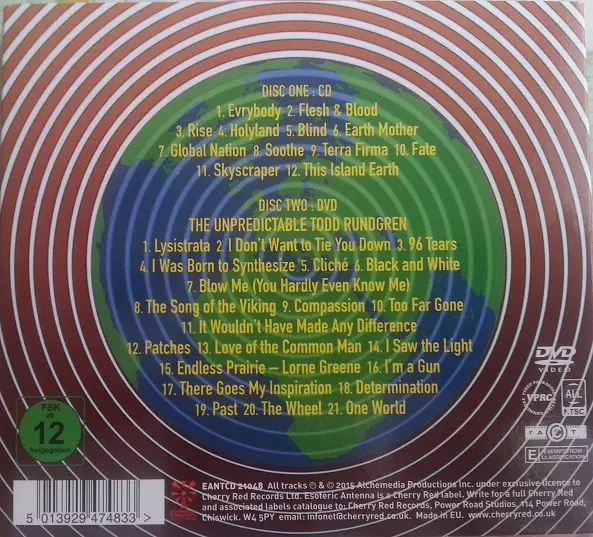 DISC ONE : CD
1. Evrybody 2. Flesh & Blood
3. Rise 4. Holyland 5. Blind 6. Earth Mother
7. Global Nation 8. Soothe 9. Terra Firma 10. Fate
11. Skyscraper 12. This Island Earth
DISC TWO : DVD
THE UNPREDICTABLE TODD RUNDGREN
1. Lysistrata 2. I Don't Want to Tie You Down 3. 96 Tears
4. I Was Born to Synthesize 5. Cliché 6. Black and White
7. Blow Me (You Hardly Even Know Me)
8. The Song of the Viking 9. Compassion 10. Too Far Gone
11. It Wouldn't Have Made Any Difference
12. Patches 13. Love of the Common Man 14. I Saw the Light
15. Endless Prairie – Lorne Greene 16. I'm a Gun
17. There Goes My Inspiration 18. Determination
19. Past 20. The Wheel 21. One World
DVD
VIDEO
VPRC
ALL
NTSC
E EXEMPT FROM CLASSIFICATION
FSK
ab
12
freigegeben
5 013929 474833 >
EANTCD 21048 All tracks ℗ & © 2015 Alchemedia Productions Inc. under exclusive licence to
Cherry Red Records Ltd. Esoteric Antenna is a Cherry Red label. Write for a full Cherry Red
and associated labels catalogue to: Cherry Red Records, Power Road Studios, 114 Power Road,
Chiswick. W4 5PY email: infonet@cherryred.co.uk. Made in EU. www.cherryred.co.uk